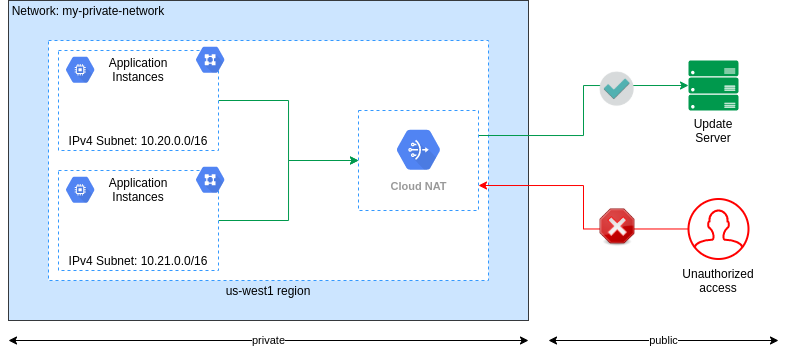 Network: my-private-network
Application
Instances
IPv4 Subnet: 10.20.0.0/16
Application
Instances
IPv4 Subnet: 10.21.0.0/16
Cloud NAT
us-west1 region
Update
Server
Unauthorized
access
private
public